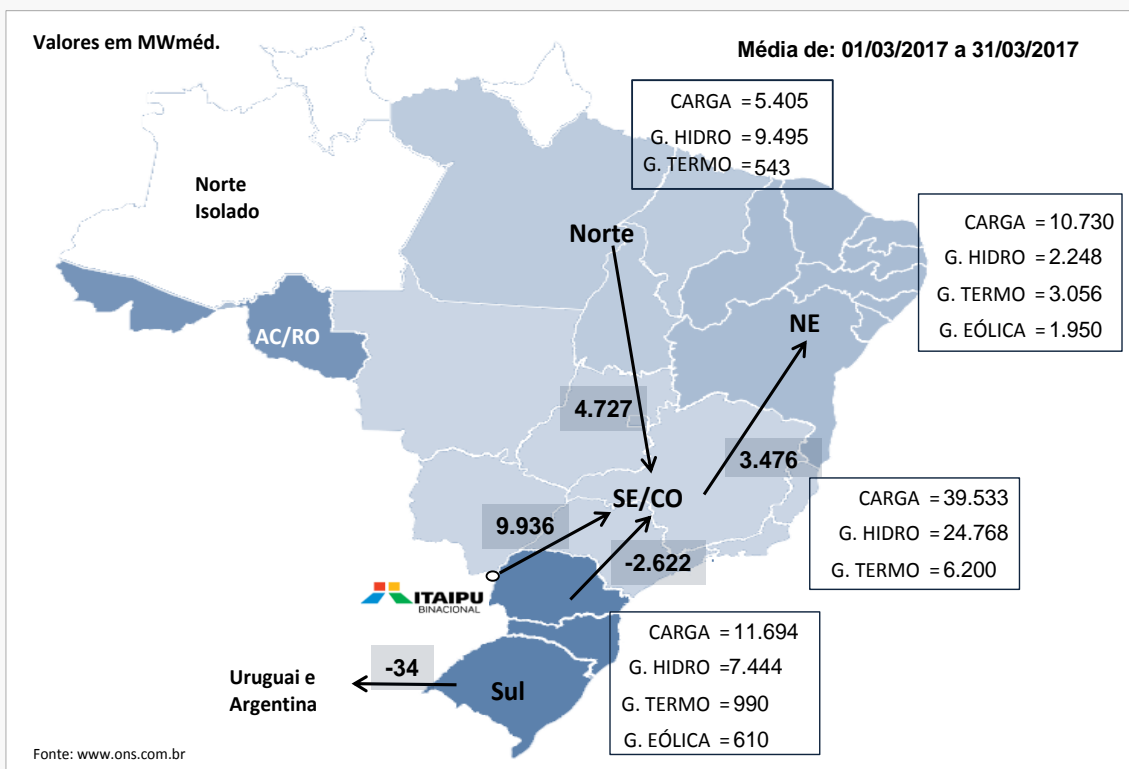 Valores em MWméd.
Média de: 01/03/2017 a 31/03/2017
CARGA = 5.405
G. HIDRO = 9.495
G. TERMO = 543
Norte
Isolado
Norte
CARGA = 10.730
G. HIDRO = 2.248
G. TERMO = 3.056
G. EÓLICA = 1.950
AC/RO
NE
4.727
3.476
SE/CO
CARGA = 39.533
G. HIDRO = 24.768
G. TERMO = 6.200
9.936
-2.622
ITAIPU
BINACIONAL
CARGA = 11.694
G. HIDRO = 7.444
G. TERMO = 990
G. EÓLICA = 610
-34
Uruguai e
Argentina
Sul
Fonte: www.ons.com.br